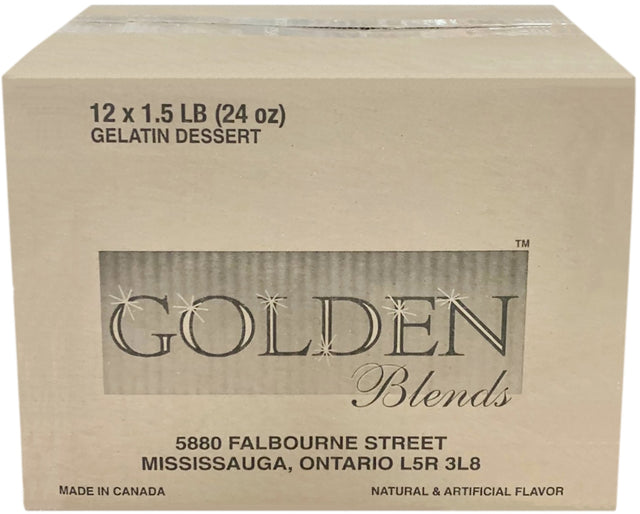 12 x 1.5 LB (24 oz)
GELATIN DESSERT
TM
GOLDEN
Blends
5880 FALBOURNE STREET
MISSISSAUGA, ONTARIO L5R 3L8
MADE IN CANADA
NATURAL & ARTIFICIAL FLAVOR